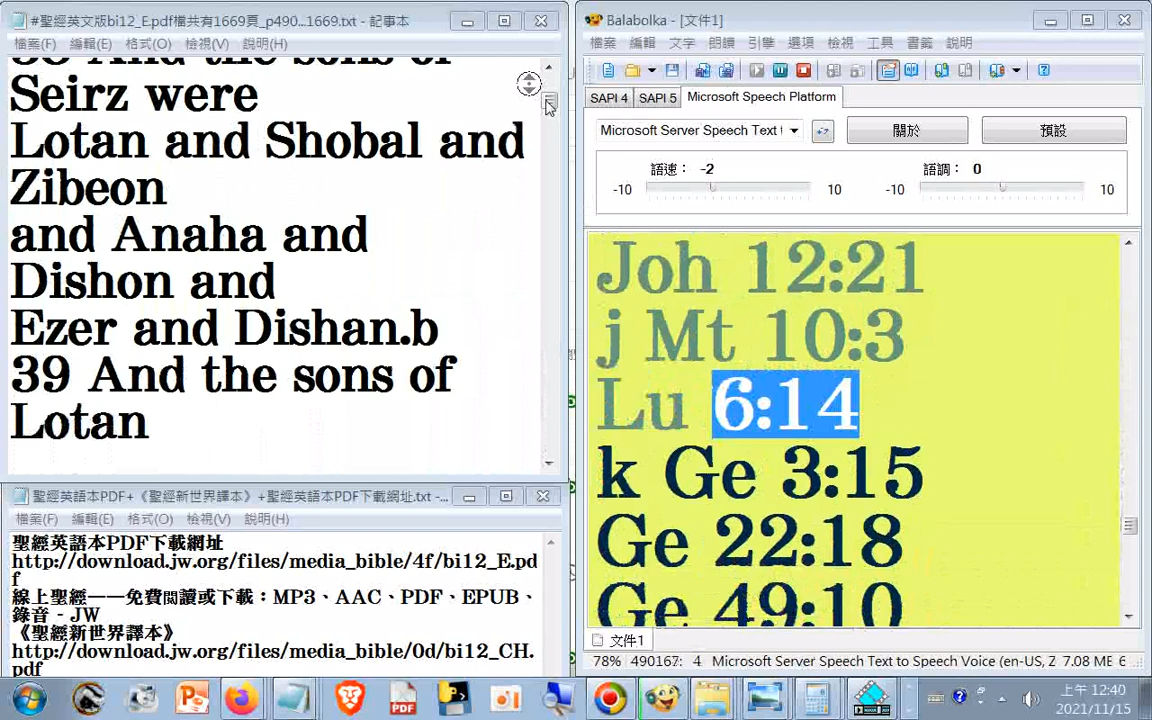 #聖經英文版bi12_E.pdf檔共有1669頁_p490...1669.txt - 記事本
檔案(F) 編輯(E) 格式(O) 檢視(V) 說明(H)
38 And the sons of
Seirz were
Lotan and Shobal and
Zibeon
and Anaha and
Dishon and
Ezer and Dishan.b
39 And the sons of
Lotan
聖經英語本PDF+《聖經新世界譯本》+聖經英語本PDF下載網址.txt -...
檔案(F) 編輯(E) 格式(O) 檢視(V) 說明(H)
聖經英語本PDF下載網址
http://download.jw.org/files/media_bible/4f/bi12_E.pd
f
線上聖經——免費閱讀或下載：MP3、AAC、PDF、EPUB、
錄音 - JW
《聖經新世界譯本》
http://download.jw.org/files/media_bible/0d/bi12_CH.
pdf
Balabolka - [文件1]
檔案 編輯 文字 朗讀 引擎 選項 檢視 工具 書籤 說明
SAPI 4 SAPI 5 Microsoft Speech Platform
Microsoft Server Speech Text t 關於 預設
語速： -2 語調： 0
-10 10 -10 10
Joh 12:21
j Mt 10:3
Lu 6:14
k Ge 3:15
Ge 22:18
Ge 49:10
文件1
78% 490167: 4 Microsoft Server Speech Text to Speech Voice (en-US, Z 7.08 MB 6
上午 12:40
2021/11/15